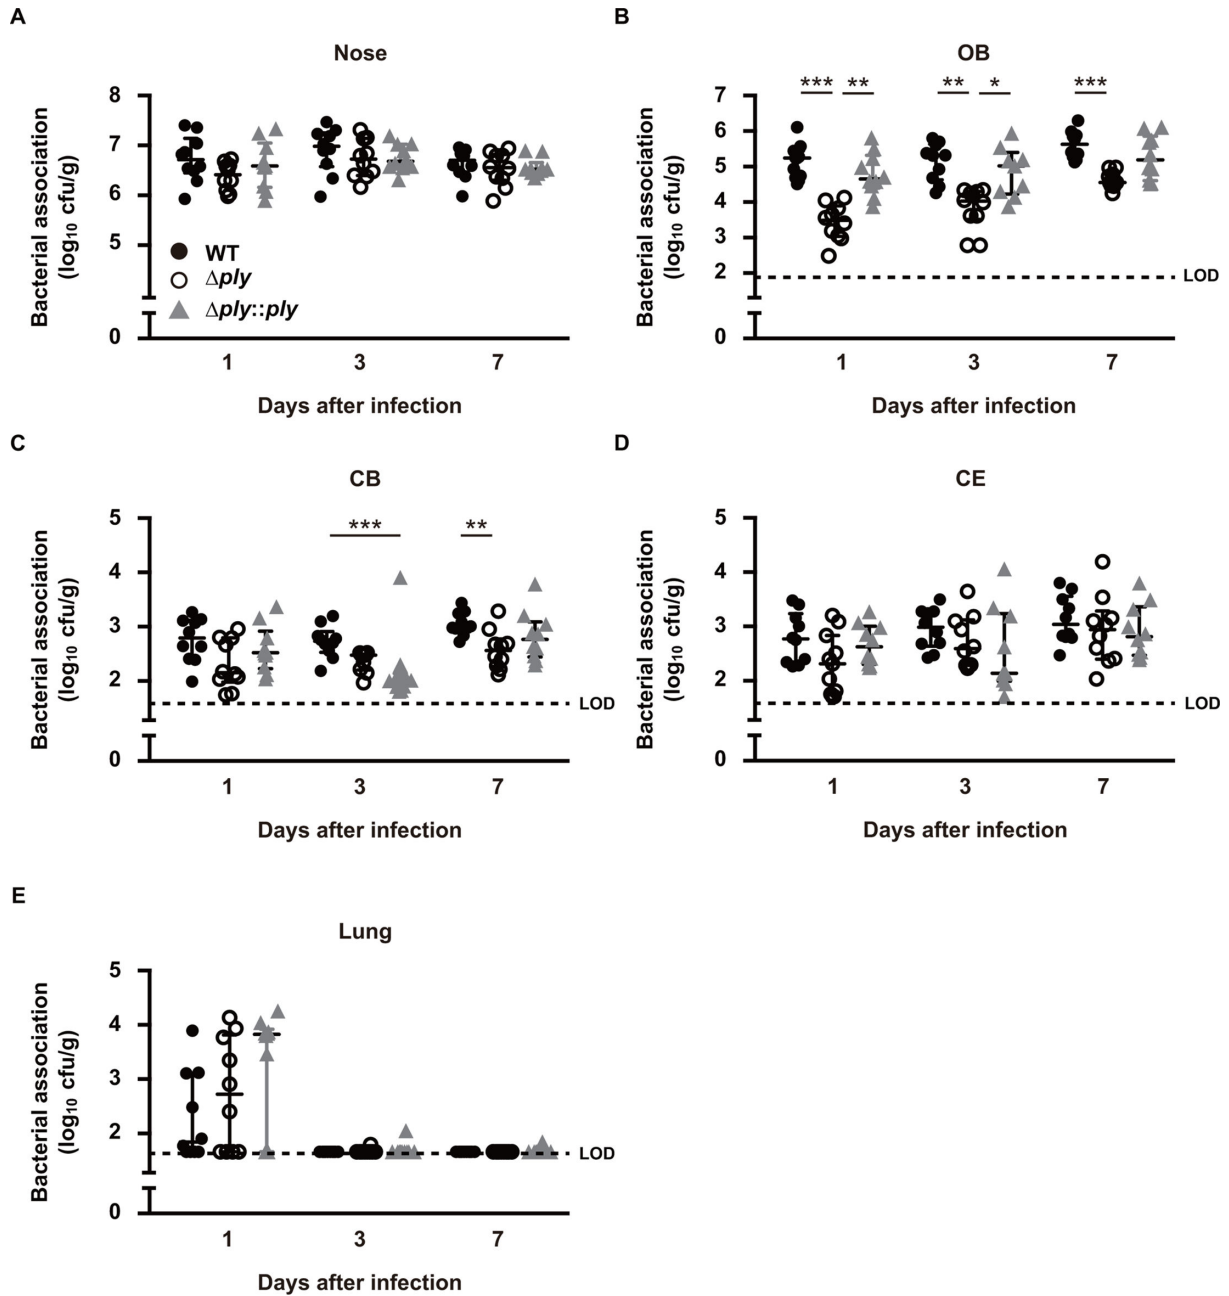 A
Nose
Bacterial association
(log₁₀ cfu/g)
8
7
6
5
0
WT
Δply
Δply::ply
1 3 7
Days after infection
B
OB
Bacterial association
(log₁₀ cfu/g)
*** ** ** * ***
7
6
5
4
3
2
0
LOD
1 3 7
Days after infection
C
CB
Bacterial association
(log₁₀ cfu/g)
*** **
5
4
3
2
0
LOD
1 3 7
Days after infection
D
CE
Bacterial association
(log₁₀ cfu/g)
5
4
3
2
0
LOD
1 3 7
Days after infection
E
Lung
Bacterial association
(log₁₀ cfu/g)
5
4
3
2
0
LOD
1 3 7
Days after infection